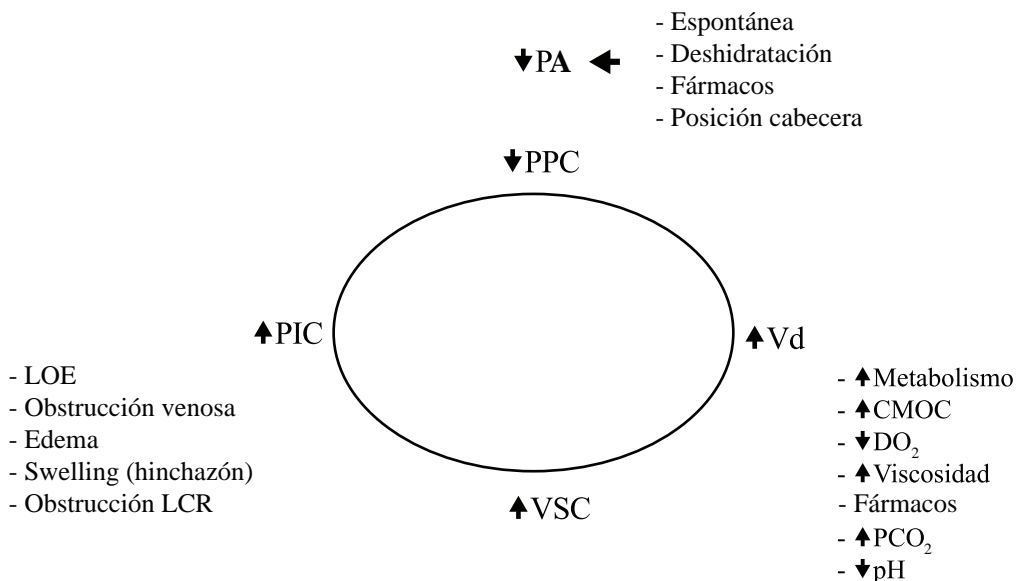 - Espontánea
- Deshidratación
- Fármacos
- Posición cabecera
↓PA ←
↓PPC
↑PIC
- LOE
- Obstrucción venosa
- Edema
- Swelling (hinchazón)
- Obstrucción LCR
↑Vd
- ↑Metabolismo
- ↑CMOC
- ↓DO₂
- ↑Viscosidad
- Fármacos
- ↑PCO₂
- ↓pH
↑VSC